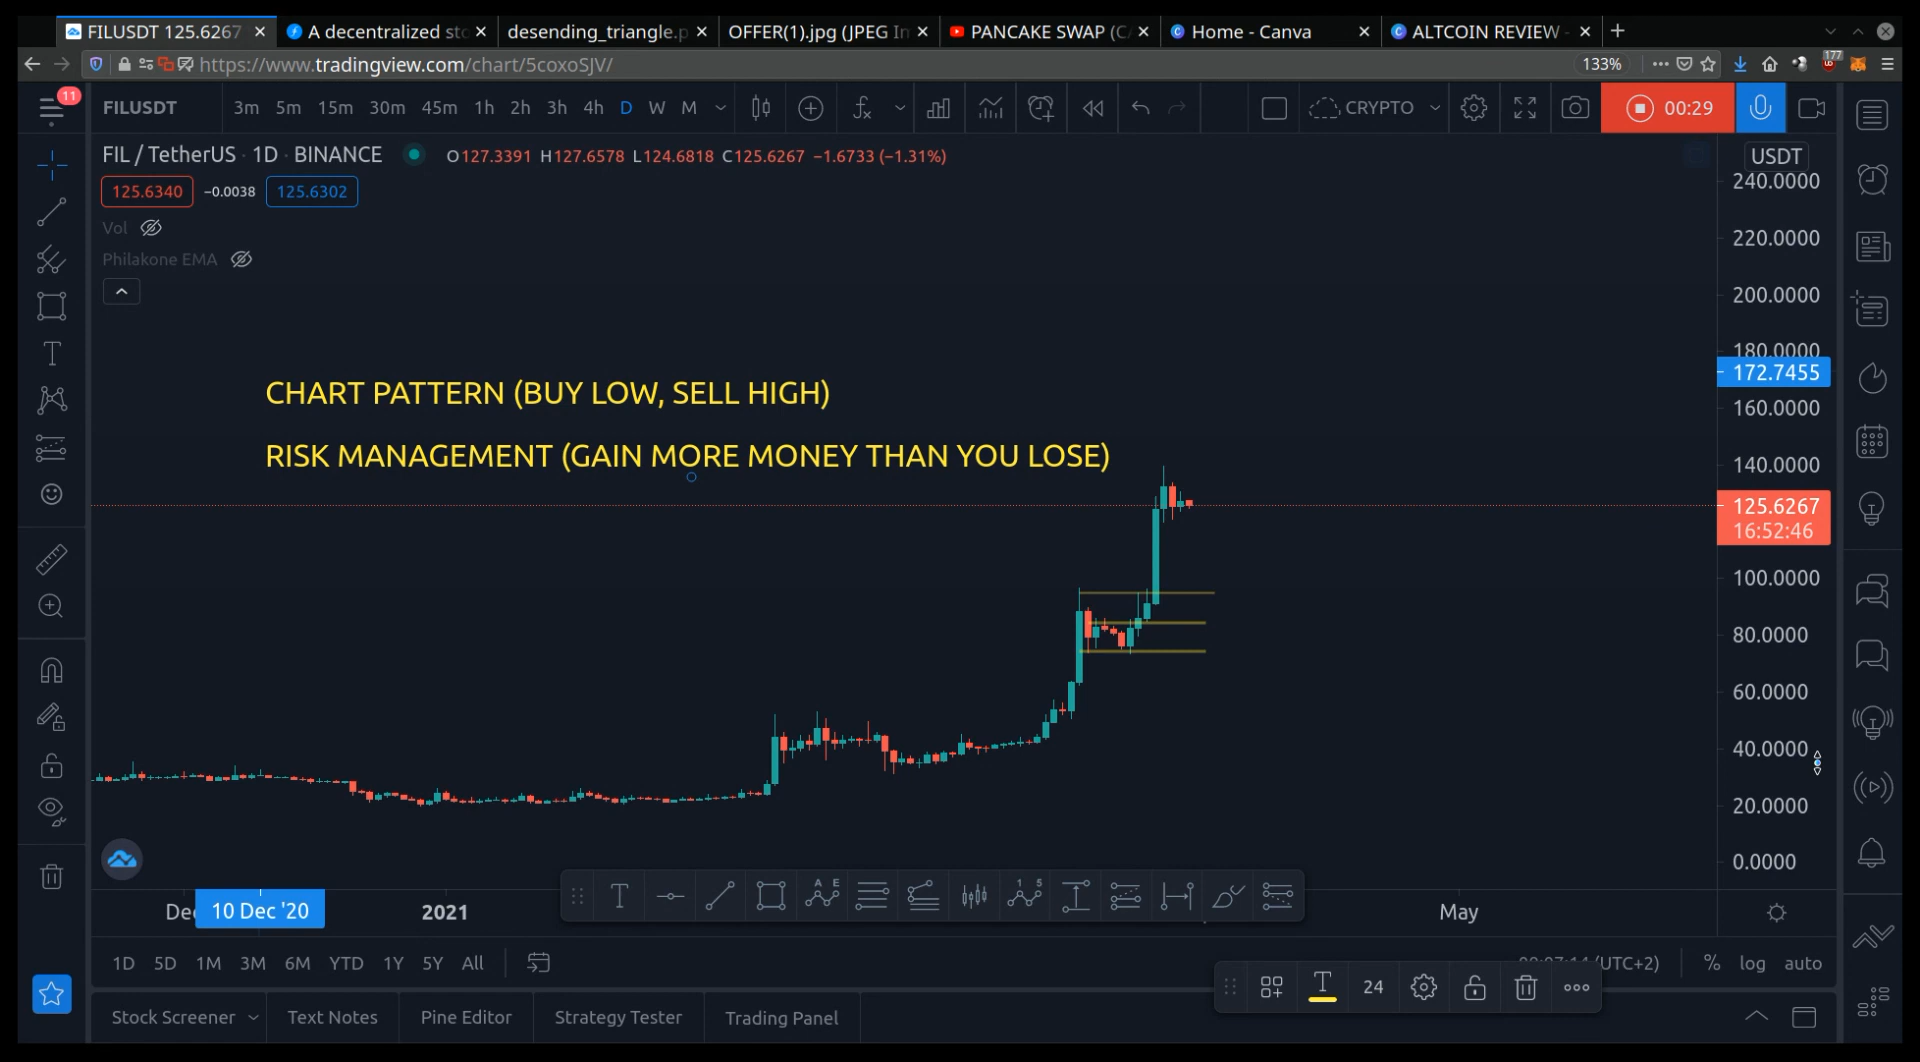 FILUSDT 125.6267
A decentralized sto
desending_triangle.p
OFFER(1).jpg (JPEG In
PANCAKE SWAP (CA
Home - Canva
ALTCOIN REVIEW -
https://www.tradingview.com/chart/5coxoSJV/
133%
177
11
FILUSDT 3m 5m 15m 30m 45m 1h 2h 3h 4h D W M
CRYPTO
00:29
FIL / TetherUS · 1D · BINANCE
O127.3391 H127.6578 L124.6818 C125.6267 −1.6733 (−1.31%)
USDT
125.6340 −0.0038 125.6302
Vol
Philakone EMA
240.0000
220.0000
200.0000
180.0000
172.7455
160.0000
140.0000
125.6267
16:52:46
100.0000
80.0000
60.0000
40.0000
20.0000
0.0000
CHART PATTERN (BUY LOW, SELL HIGH)
RISK MANAGEMENT (GAIN MORE MONEY THAN YOU LOSE)
10 Dec '20
2021
May
1D 5D 1M 3M 6M YTD 1Y 5Y All
(UTC+2) % log auto
24
Stock Screener Text Notes Pine Editor Strategy Tester Trading Panel